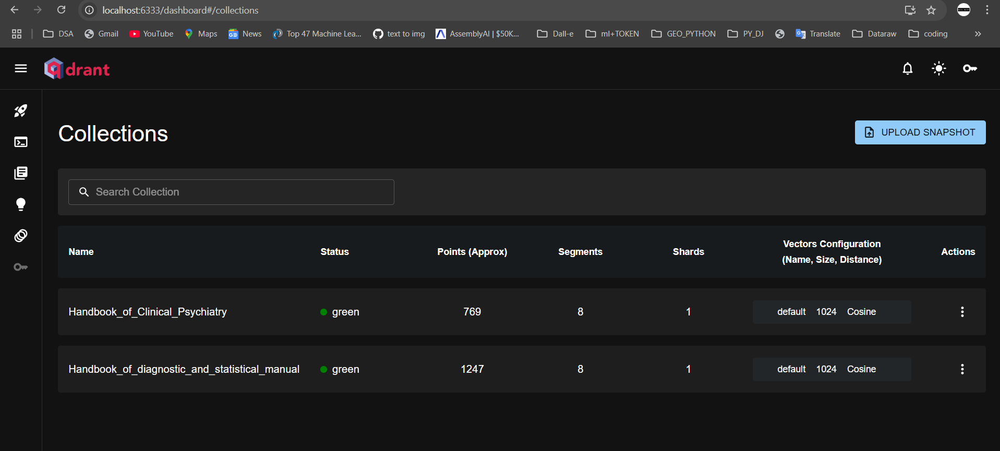 localhost:6333/dashboard#/collections
DSA Gmail YouTube Maps News Top 47 Machine Lea... text to img AssemblyAI | $50K... Dall-e ml+TOKEN GEO_PYTHON PY_DJ Translate Dataraw coding »
qdrant
Collections
UPLOAD SNAPSHOT
Search Collection
Name Status Points (Approx) Segments Shards Vectors Configuration (Name, Size, Distance) Actions
Handbook_of_Clinical_Psychiatry green 769 8 1 default 1024 Cosine
Handbook_of_diagnostic_and_statistical_manual green 1247 8 1 default 1024 Cosine